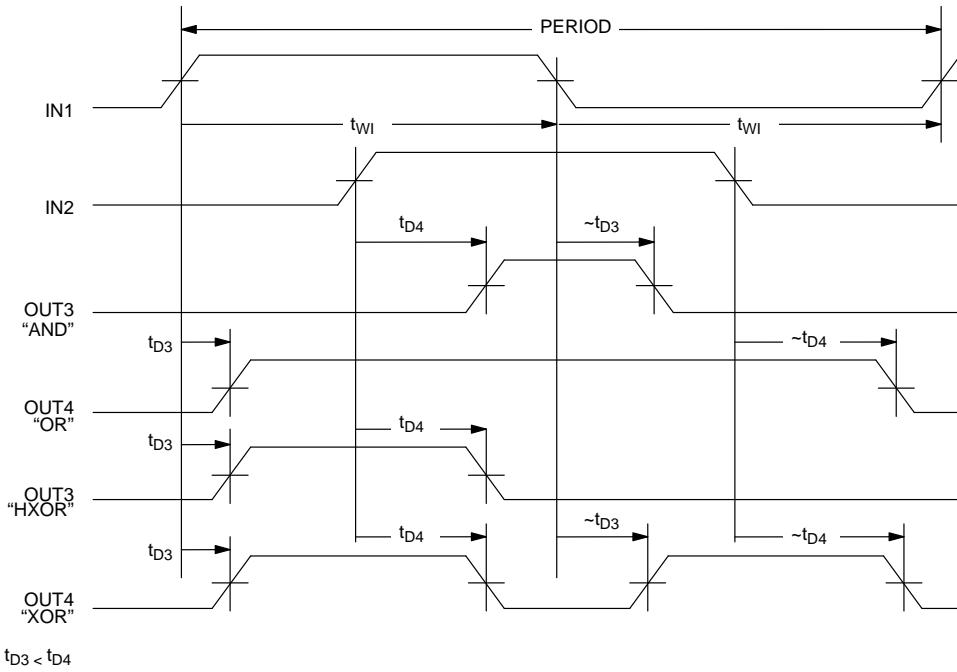 PERIOD
IN1
tWI tWI
IN2
tD4 ~tD3
OUT3
“AND”
tD3 ~tD4
OUT4
“OR”
tD3 tD4
OUT3
“HXOR”
tD3 tD4 ~tD3 ~tD4
OUT4
“XOR”
tD3 < tD4